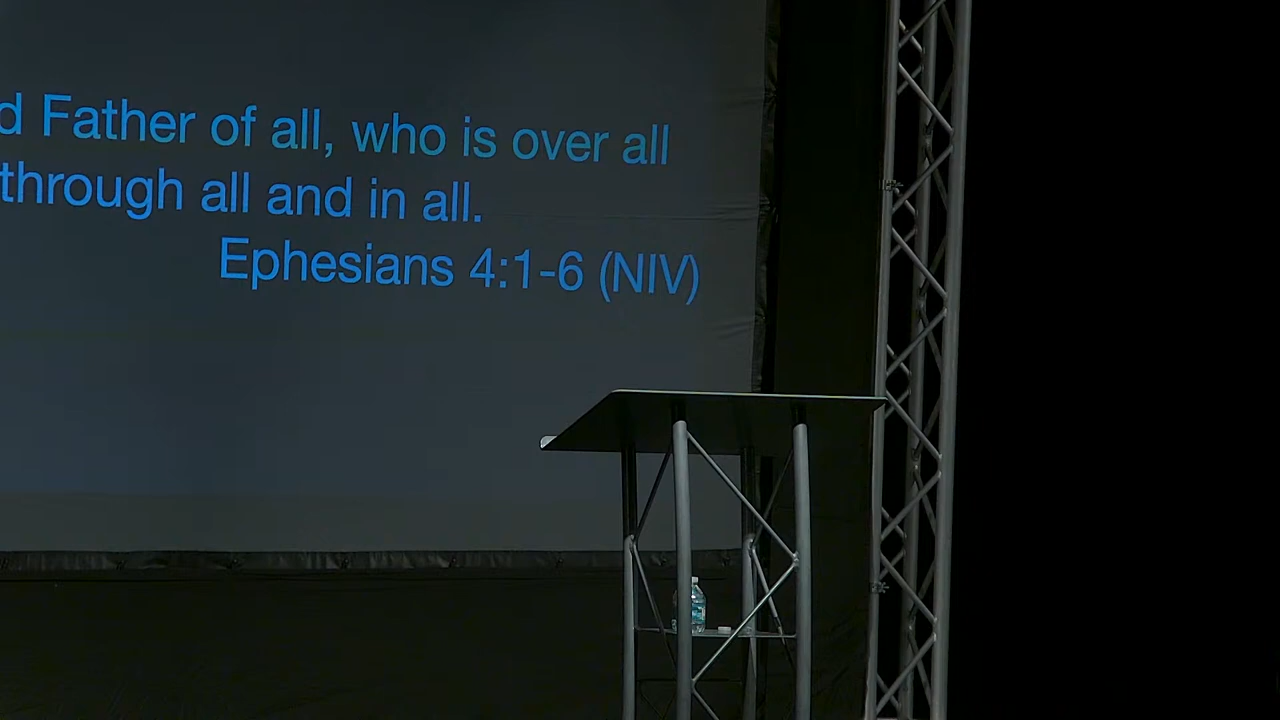 d Father of all, who is over all
through all and in all.
Ephesians 4:1-6 (NIV)